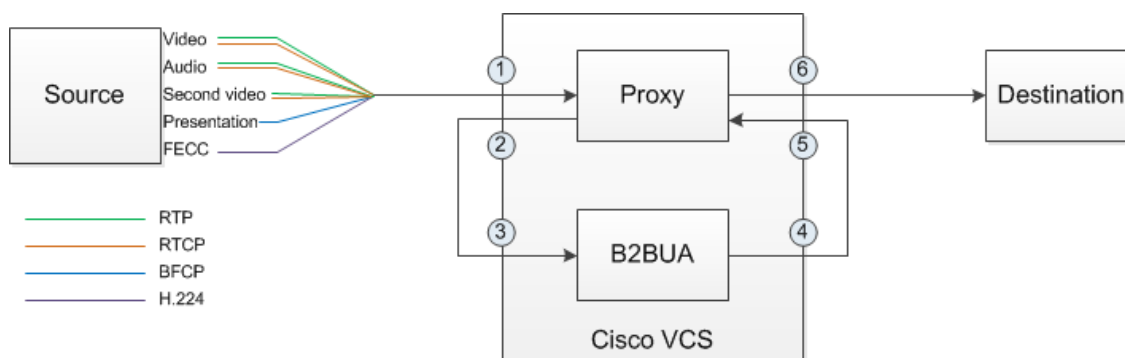 Source
Video
Audio
Second video
Presentation
FECC
RTP
RTCP
BFCP
H.224
1
2
3
Proxy
B2BUA
Cisco VCS
6
5
4
Destination